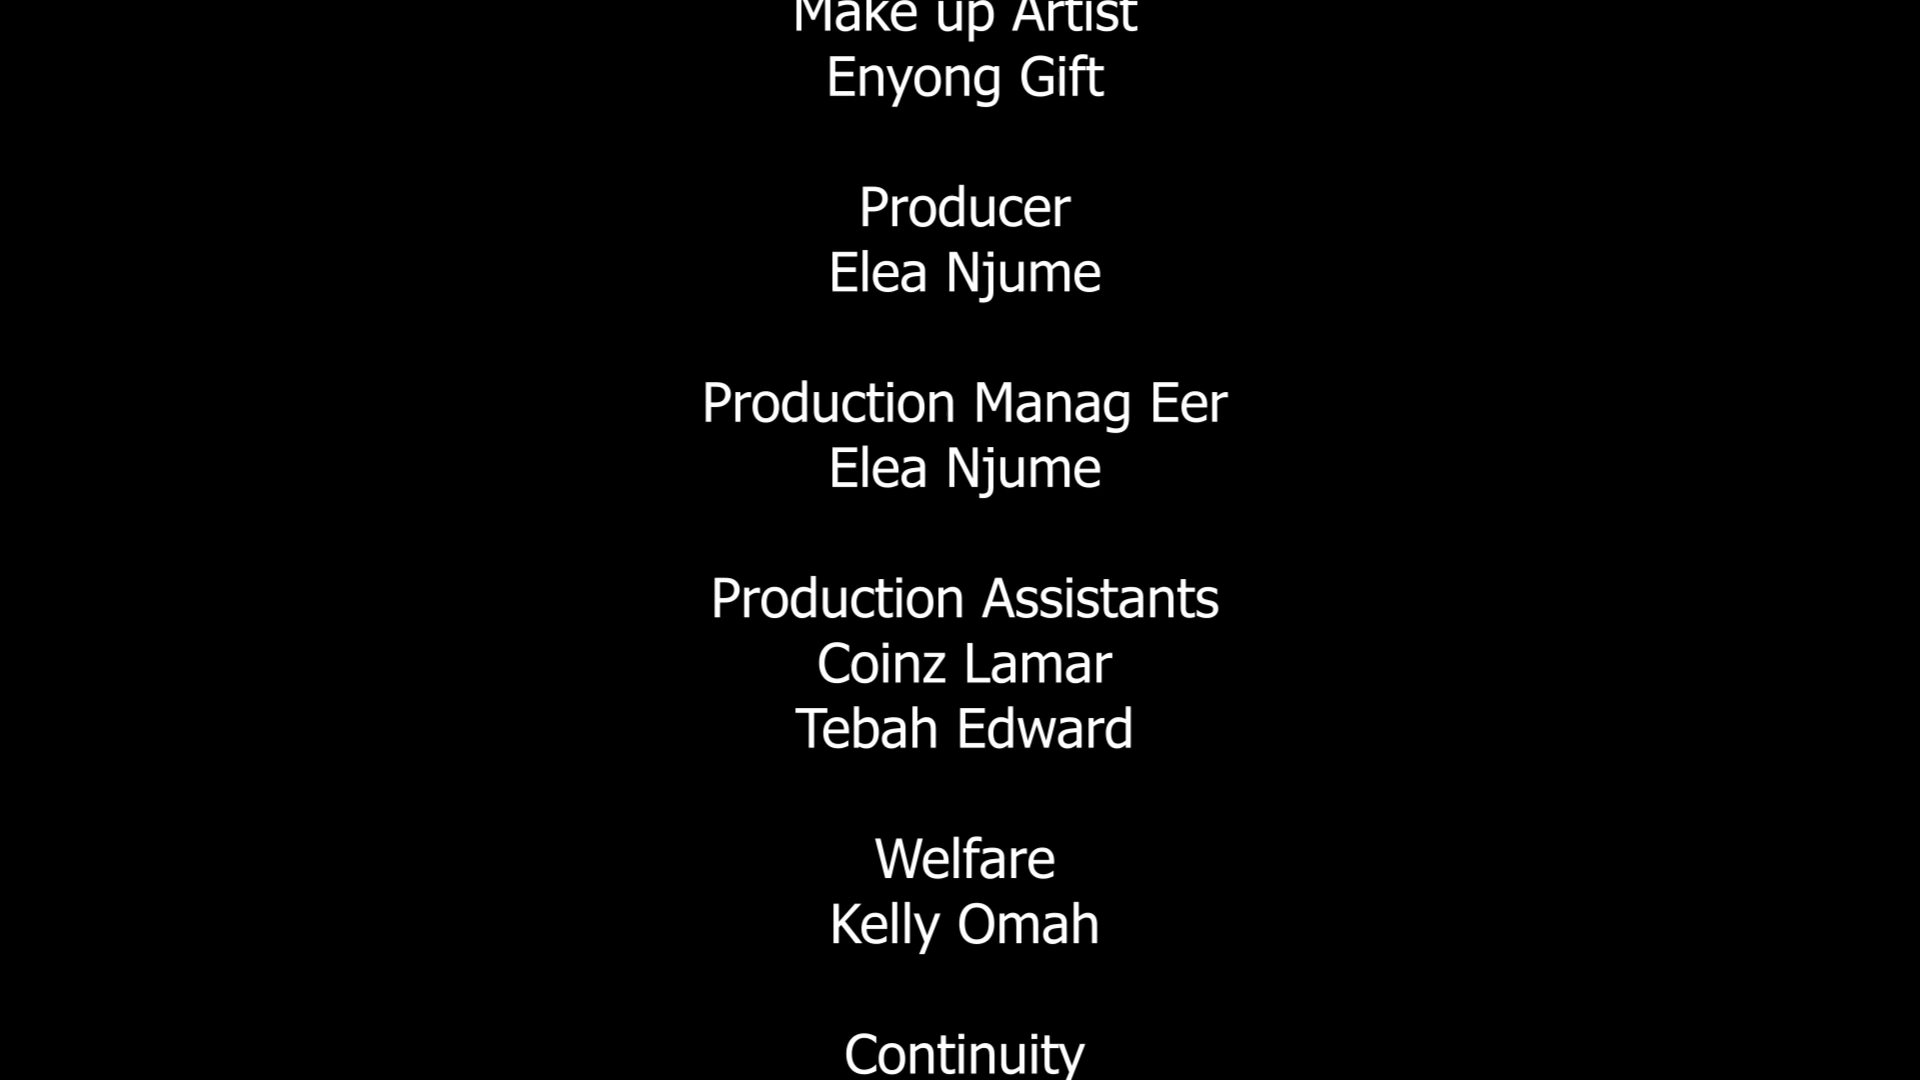 Make up Artist
Enyong Gift
Producer
Elea Njume
Production Manag Eer
Elea Njume
Production Assistants
Coinz Lamar
Tebah Edward
Welfare
Kelly Omah
Continuity